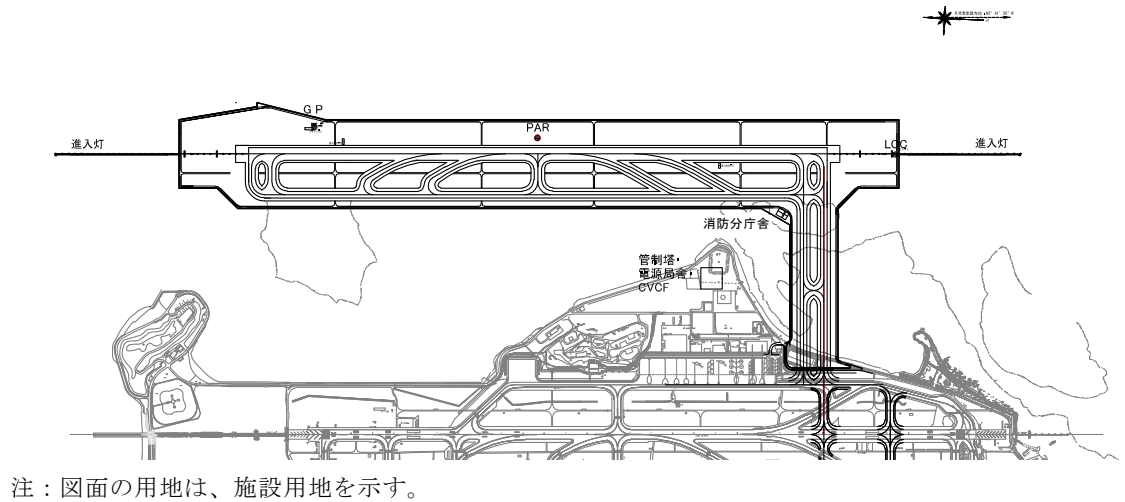 GP
PAR
進入灯
LOC
進入灯
消防分庁舎
管制塔・
電源局舎・
CVCF
注：図面の用地は、施設用地を示す。